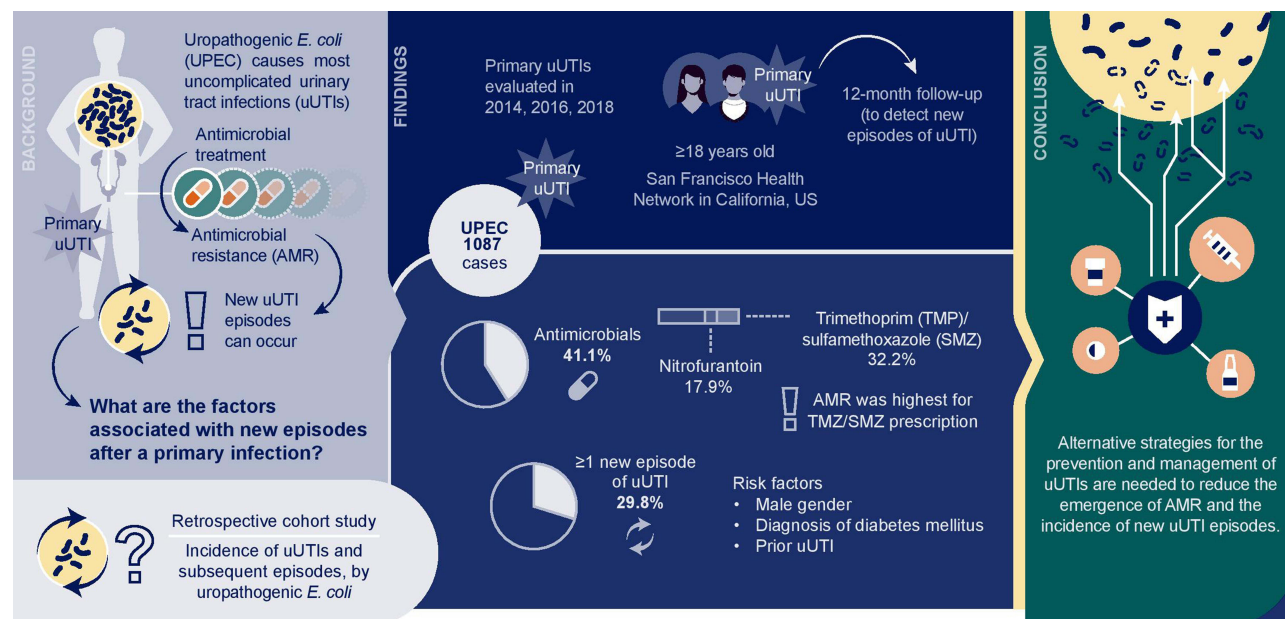 BACKGROUND
Uropathogenic E. coli
(UPEC) causes most
uncomplicated urinary
tract infections (uUTIs)
Antimicrobial
treatment
Antimicrobial
resistance (AMR)
Primary
uUTI
New uUTI
episodes
can occur
What are the factors
associated with new episodes
after a primary infection?
Retrospective cohort study
Incidence of uUTIs and
subsequent episodes, by
uropathogenic E. coli
FINDINGS
Primary uUTIs
evaluated in
2014, 2016, 2018
Primary
uUTI
≥18 years old
San Francisco Health
Network in California, US
12-month follow-up
(to detect new
episodes of uUTI)
Primary
uUTI
UPEC
1087
cases
Antimicrobials
41.1%
Nitrofurantoin
17.9%
Trimethoprim (TMP)/
sulfamethoxazole (SMZ)
32.2%
AMR was highest for
TMZ/SMZ prescription
≥1 new episode
of uUTI
29.8%
Risk factors
• Male gender
• Diagnosis of diabetes mellitus
• Prior uUTI
CONCLUSION
Alternative strategies for the
prevention and management of
uUTIs are needed to reduce the
emergence of AMR and the
incidence of new uUTI episodes.